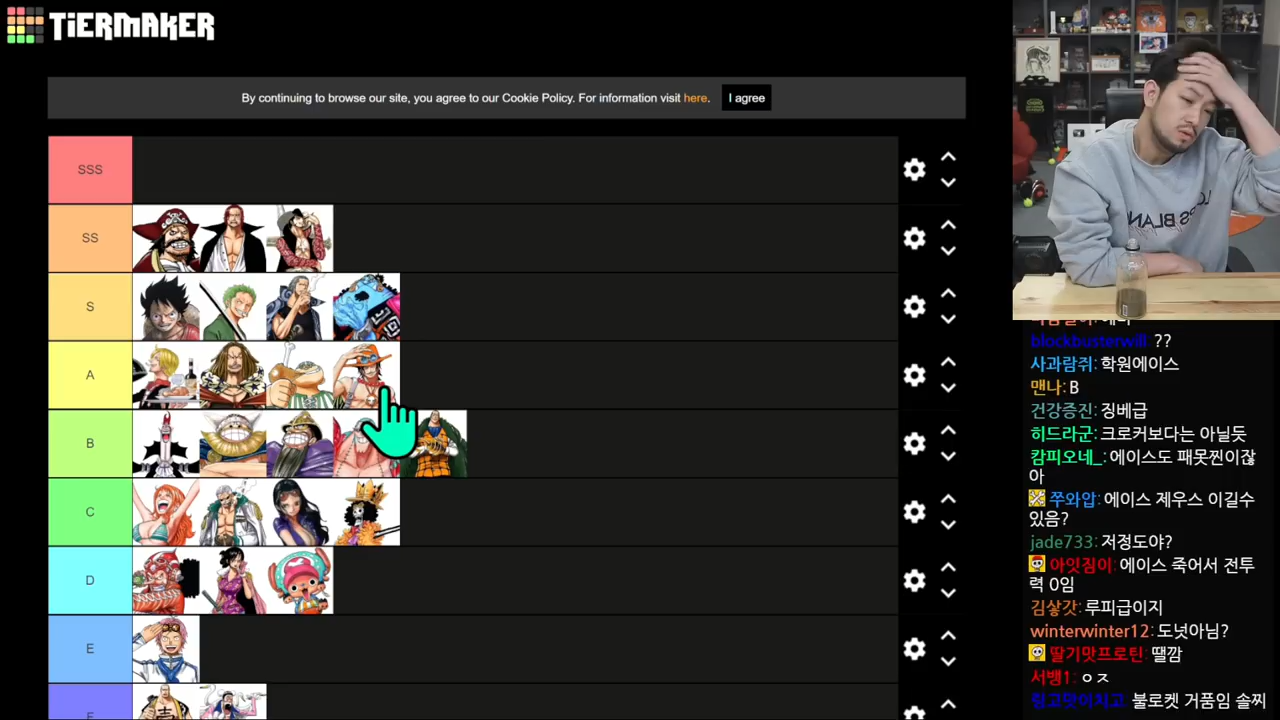 TiERMAKER
By continuing to browse our site, you agree to our Cookie Policy. For information visit here. I agree
SSS
SS
S
A
B
C
D
E
F
blockbusterwill ??
사과람쥐: 학원에이스
맨나: B
건강증진: 징베급
히드라군: 크로커보다는 아닐듯
캄피오네_: 에이스도 패못찐이잖
아
쭈와압: 에이스 제우스 이길수
있음?
jade733: 저정도야?
아잇짐이: 에이스 죽어서 전투
력 0임
김샇갓: 루피급이지
winterwinter12: 도넛아님?
딸기맛프로틴: 땔깜
서뱅1: ㅇㅈ
링고맛이치고: 불로켓 거품임 솔찌